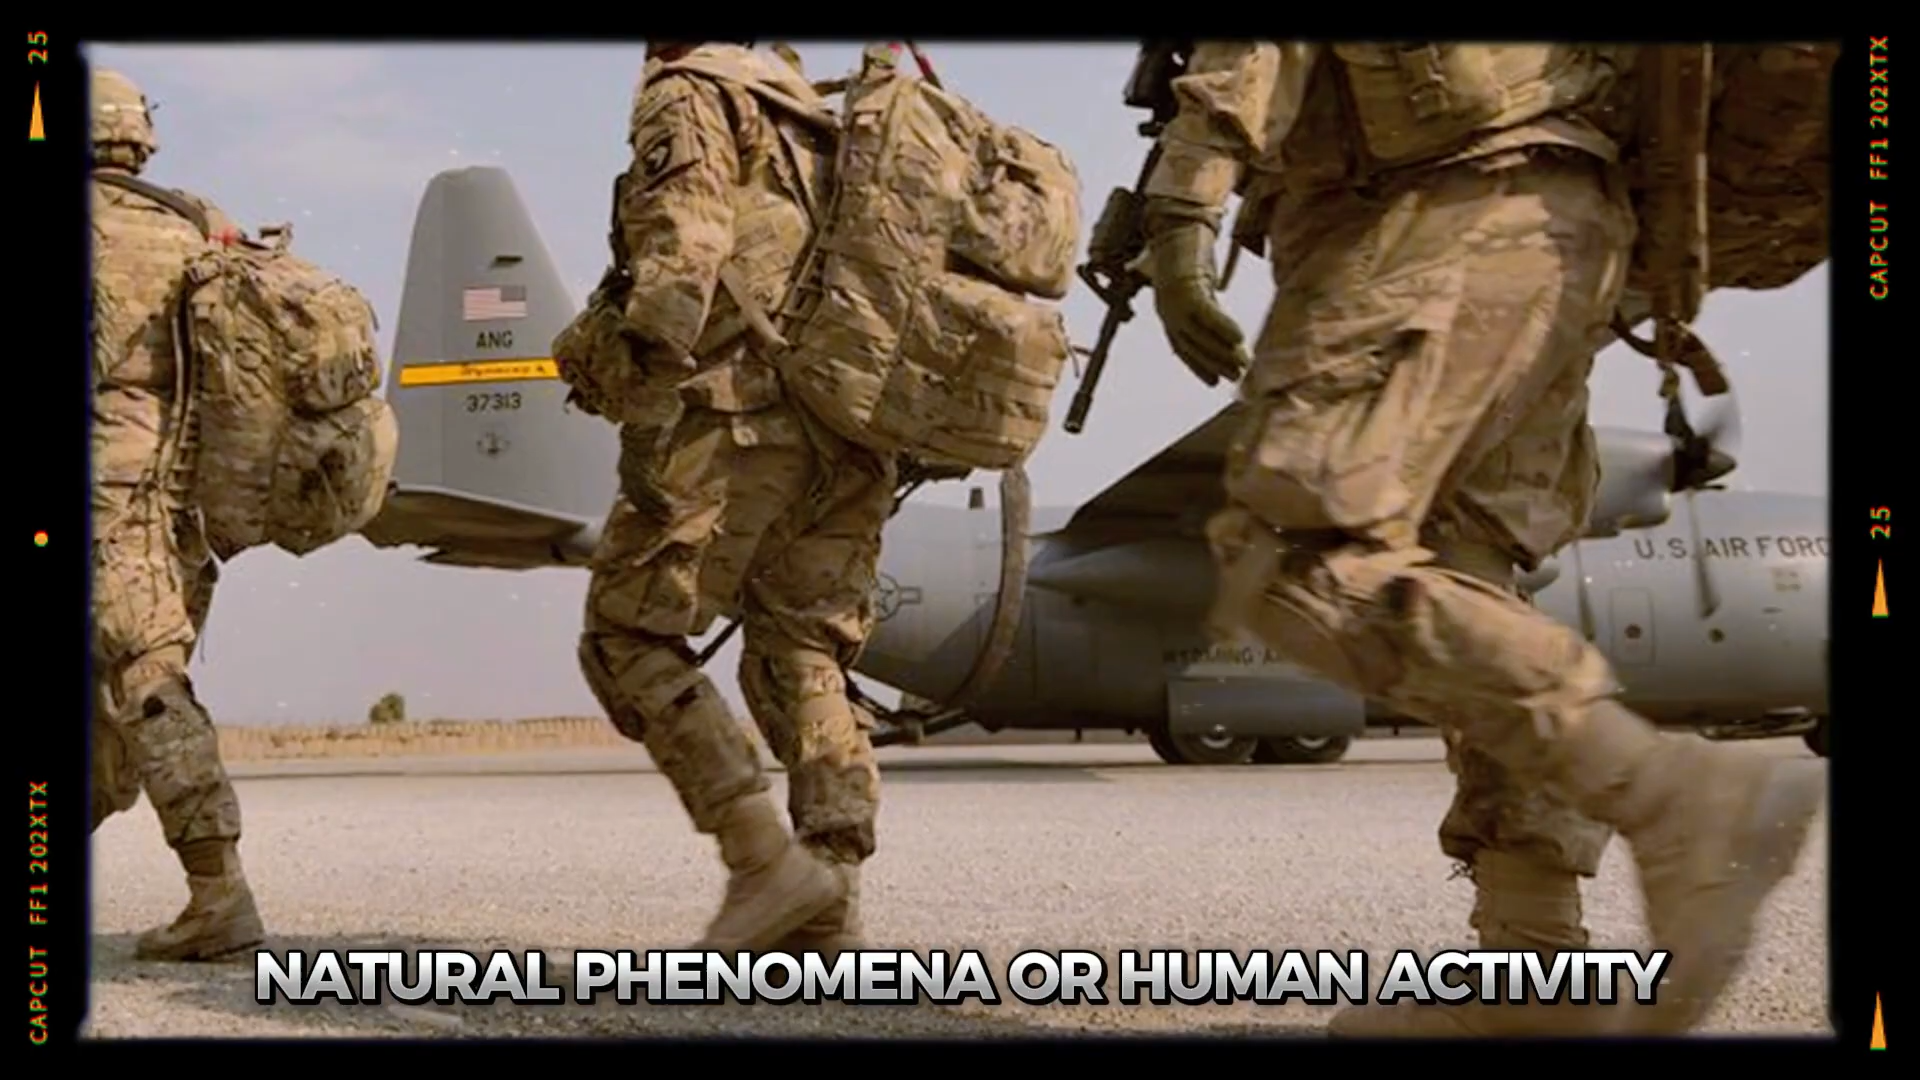 25
CAPCUT FF1 202XTX
ANG
37313
U.S. AIR FORC
25
CAPCUT FF1 202XTX
NATURAL PHENOMENA OR HUMAN ACTIVITY